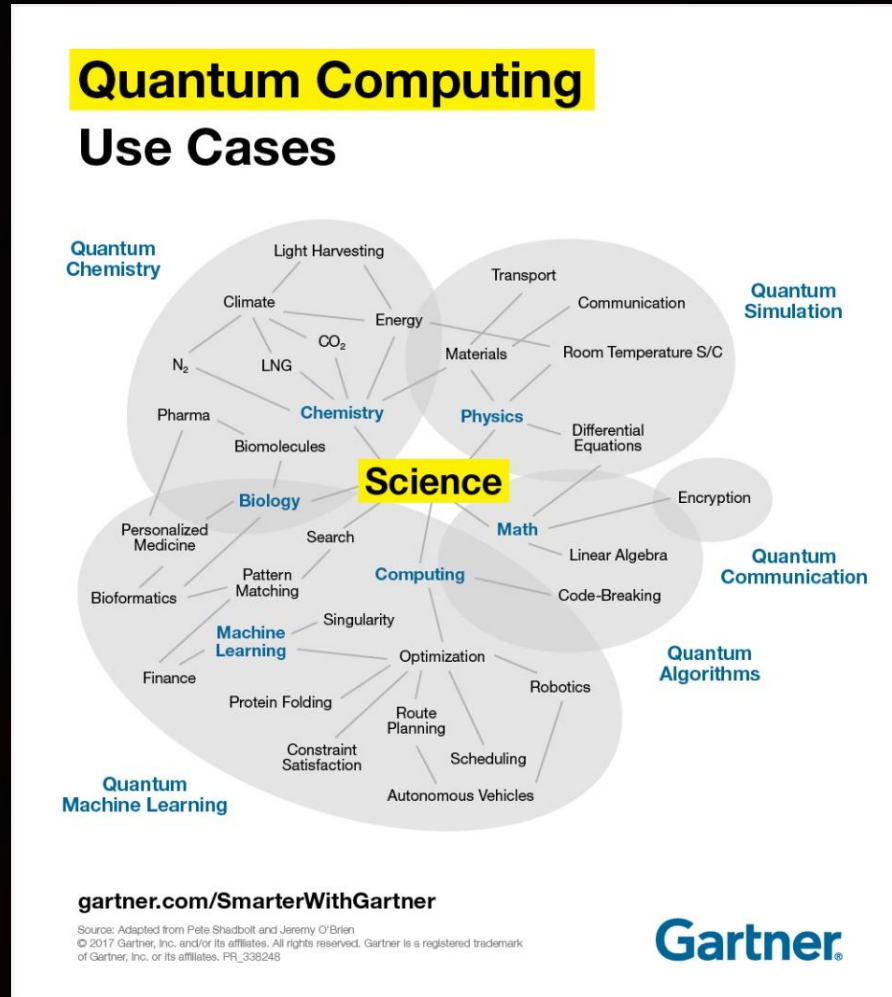 Quantum Computing
Use Cases
Quantum
Chemistry
Light Harvesting
Climate
Energy
CO₂
N₂
LNG
Chemistry
Pharma
Biomolecules
Biology
Transport
Communication
Materials
Room Temperature S/C
Physics
Differential
Equations
Quantum
Simulation
Science
Encryption
Math
Linear Algebra
Code-Breaking
Quantum
Communication
Quantum
Algorithms
Personalized
Medicine
Search
Computing
Pattern
Matching
Bioformatics
Singularity
Machine
Learning
Optimization
Finance
Robotics
Protein Folding
Route
Planning
Constraint
Satisfaction
Scheduling
Autonomous Vehicles
Quantum
Machine Learning
gartner.com/SmarterWithGartner
Source: Adapted from Pete Shadbolt and Jeremy O'Brien
© 2017 Gartner, Inc. and/or its affiliates. All rights reserved. Gartner is a registered trademark
of Gartner, Inc. or its affiliates. PR_338248
Gartner®